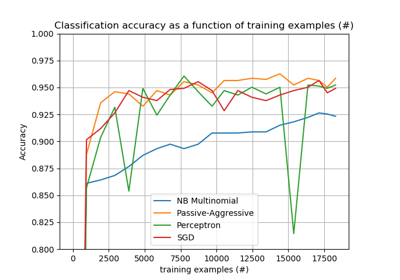 Classification accuracy as a function of training examples (#)
1.000
0.975
0.950
0.925
0.900
0.875
0.850
0.825
0.800
Accuracy
NB Multinomial
Passive-Aggressive
Perceptron
SGD
0 2500 5000 7500 10000 12500 15000 17500
training examples (#)